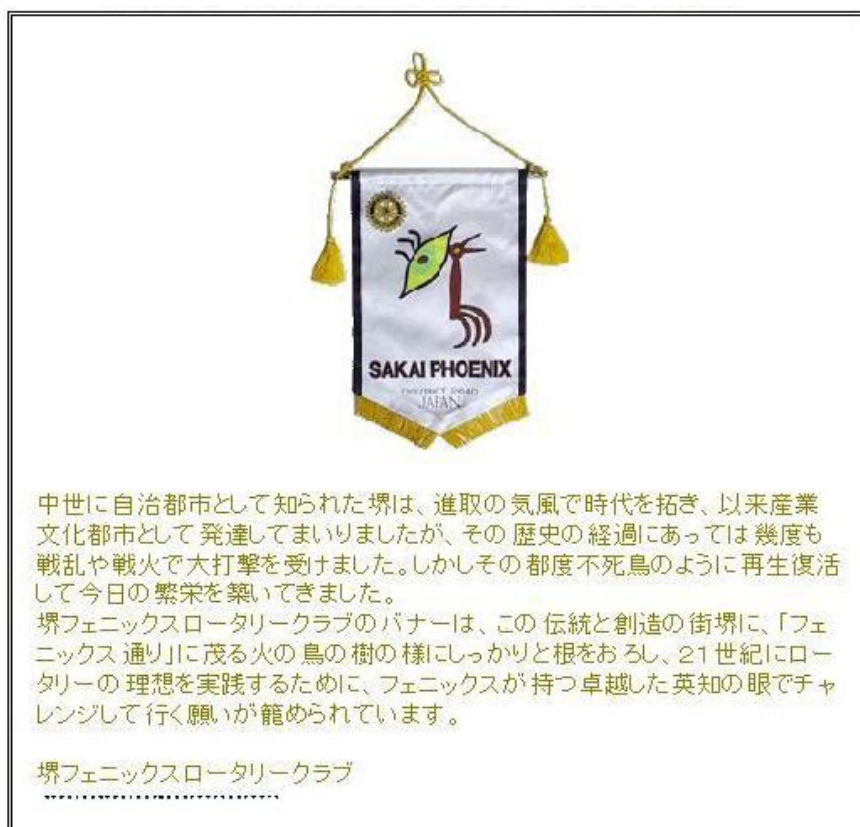 SAKAI PHOENIX
DISTRICT 2640
JAPAN
中世に自治都市として知られた堺は、進取の気風で時代を拓き、以来産業
文化都市として発達してまいりましたが、その歴史の経過にあっては幾度も
戦乱や戦火で大打撃を受けました。しかしその都度不死鳥のように再生復活
して今日の繁栄を築いてきました。
堺フェニックスロータリークラブのバナーは、この伝統と創造の街堺に、「フェ
ニックス通り」に茂る火の鳥の樹の様にしっかりと根をおろし、21世紀にロー
タリーの理想を実践するために、フェニックスが持つ卓越した英知の眼でチャ
レンジして行く願いが籠められています。
堺フェニックスロータリークラブ